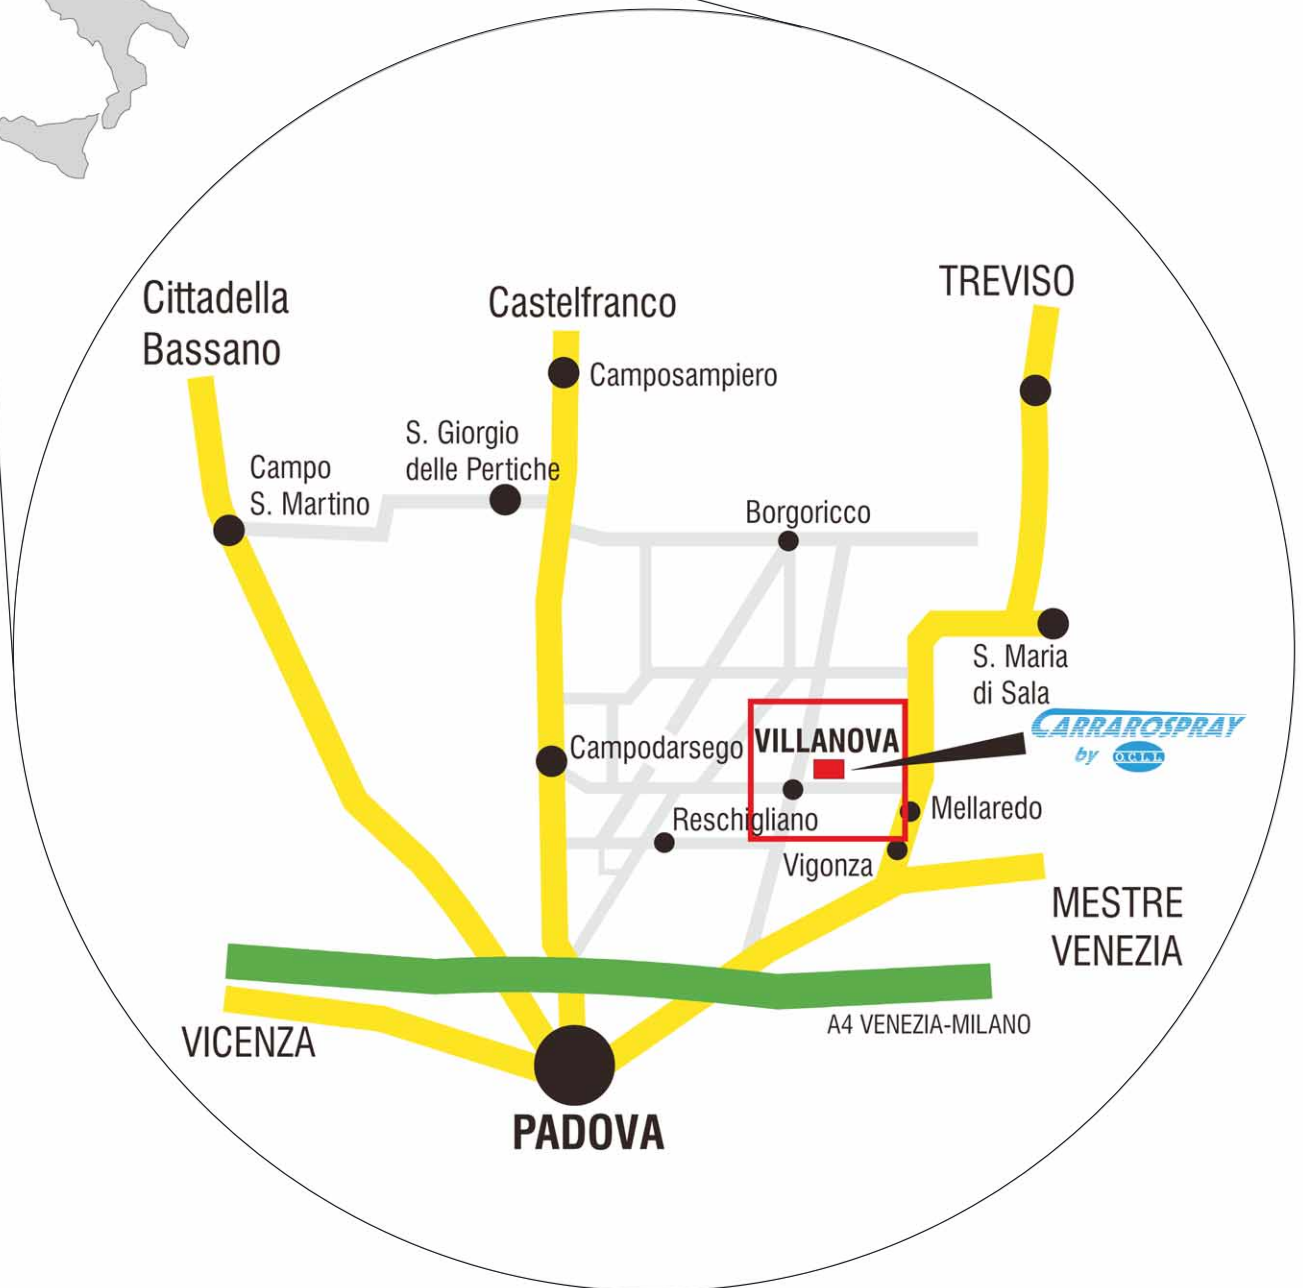 TREVISO
Cittadella
Bassano
Castelfranco
Camposampiero
S. Giorgio
delle Pertiche
Campo
S. Martino
Borgoricco
S. Maria
di Sala
CARRAROSPRAY
by O.C.L.L.
VILLANOVA
Campodarsego
Mellaredo
Reschigliano
Vigonza
MESTRE
VENEZIA
A4 VENEZIA-MILANO
VICENZA
PADOVA